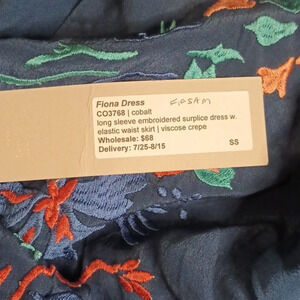 Fiona Dress
CO3768 | cobalt
long sleeve embroidered surplice dress w.
elastic waist skirt | viscose crepe
Wholesale: $68
Delivery: 7/25-8/15 SS